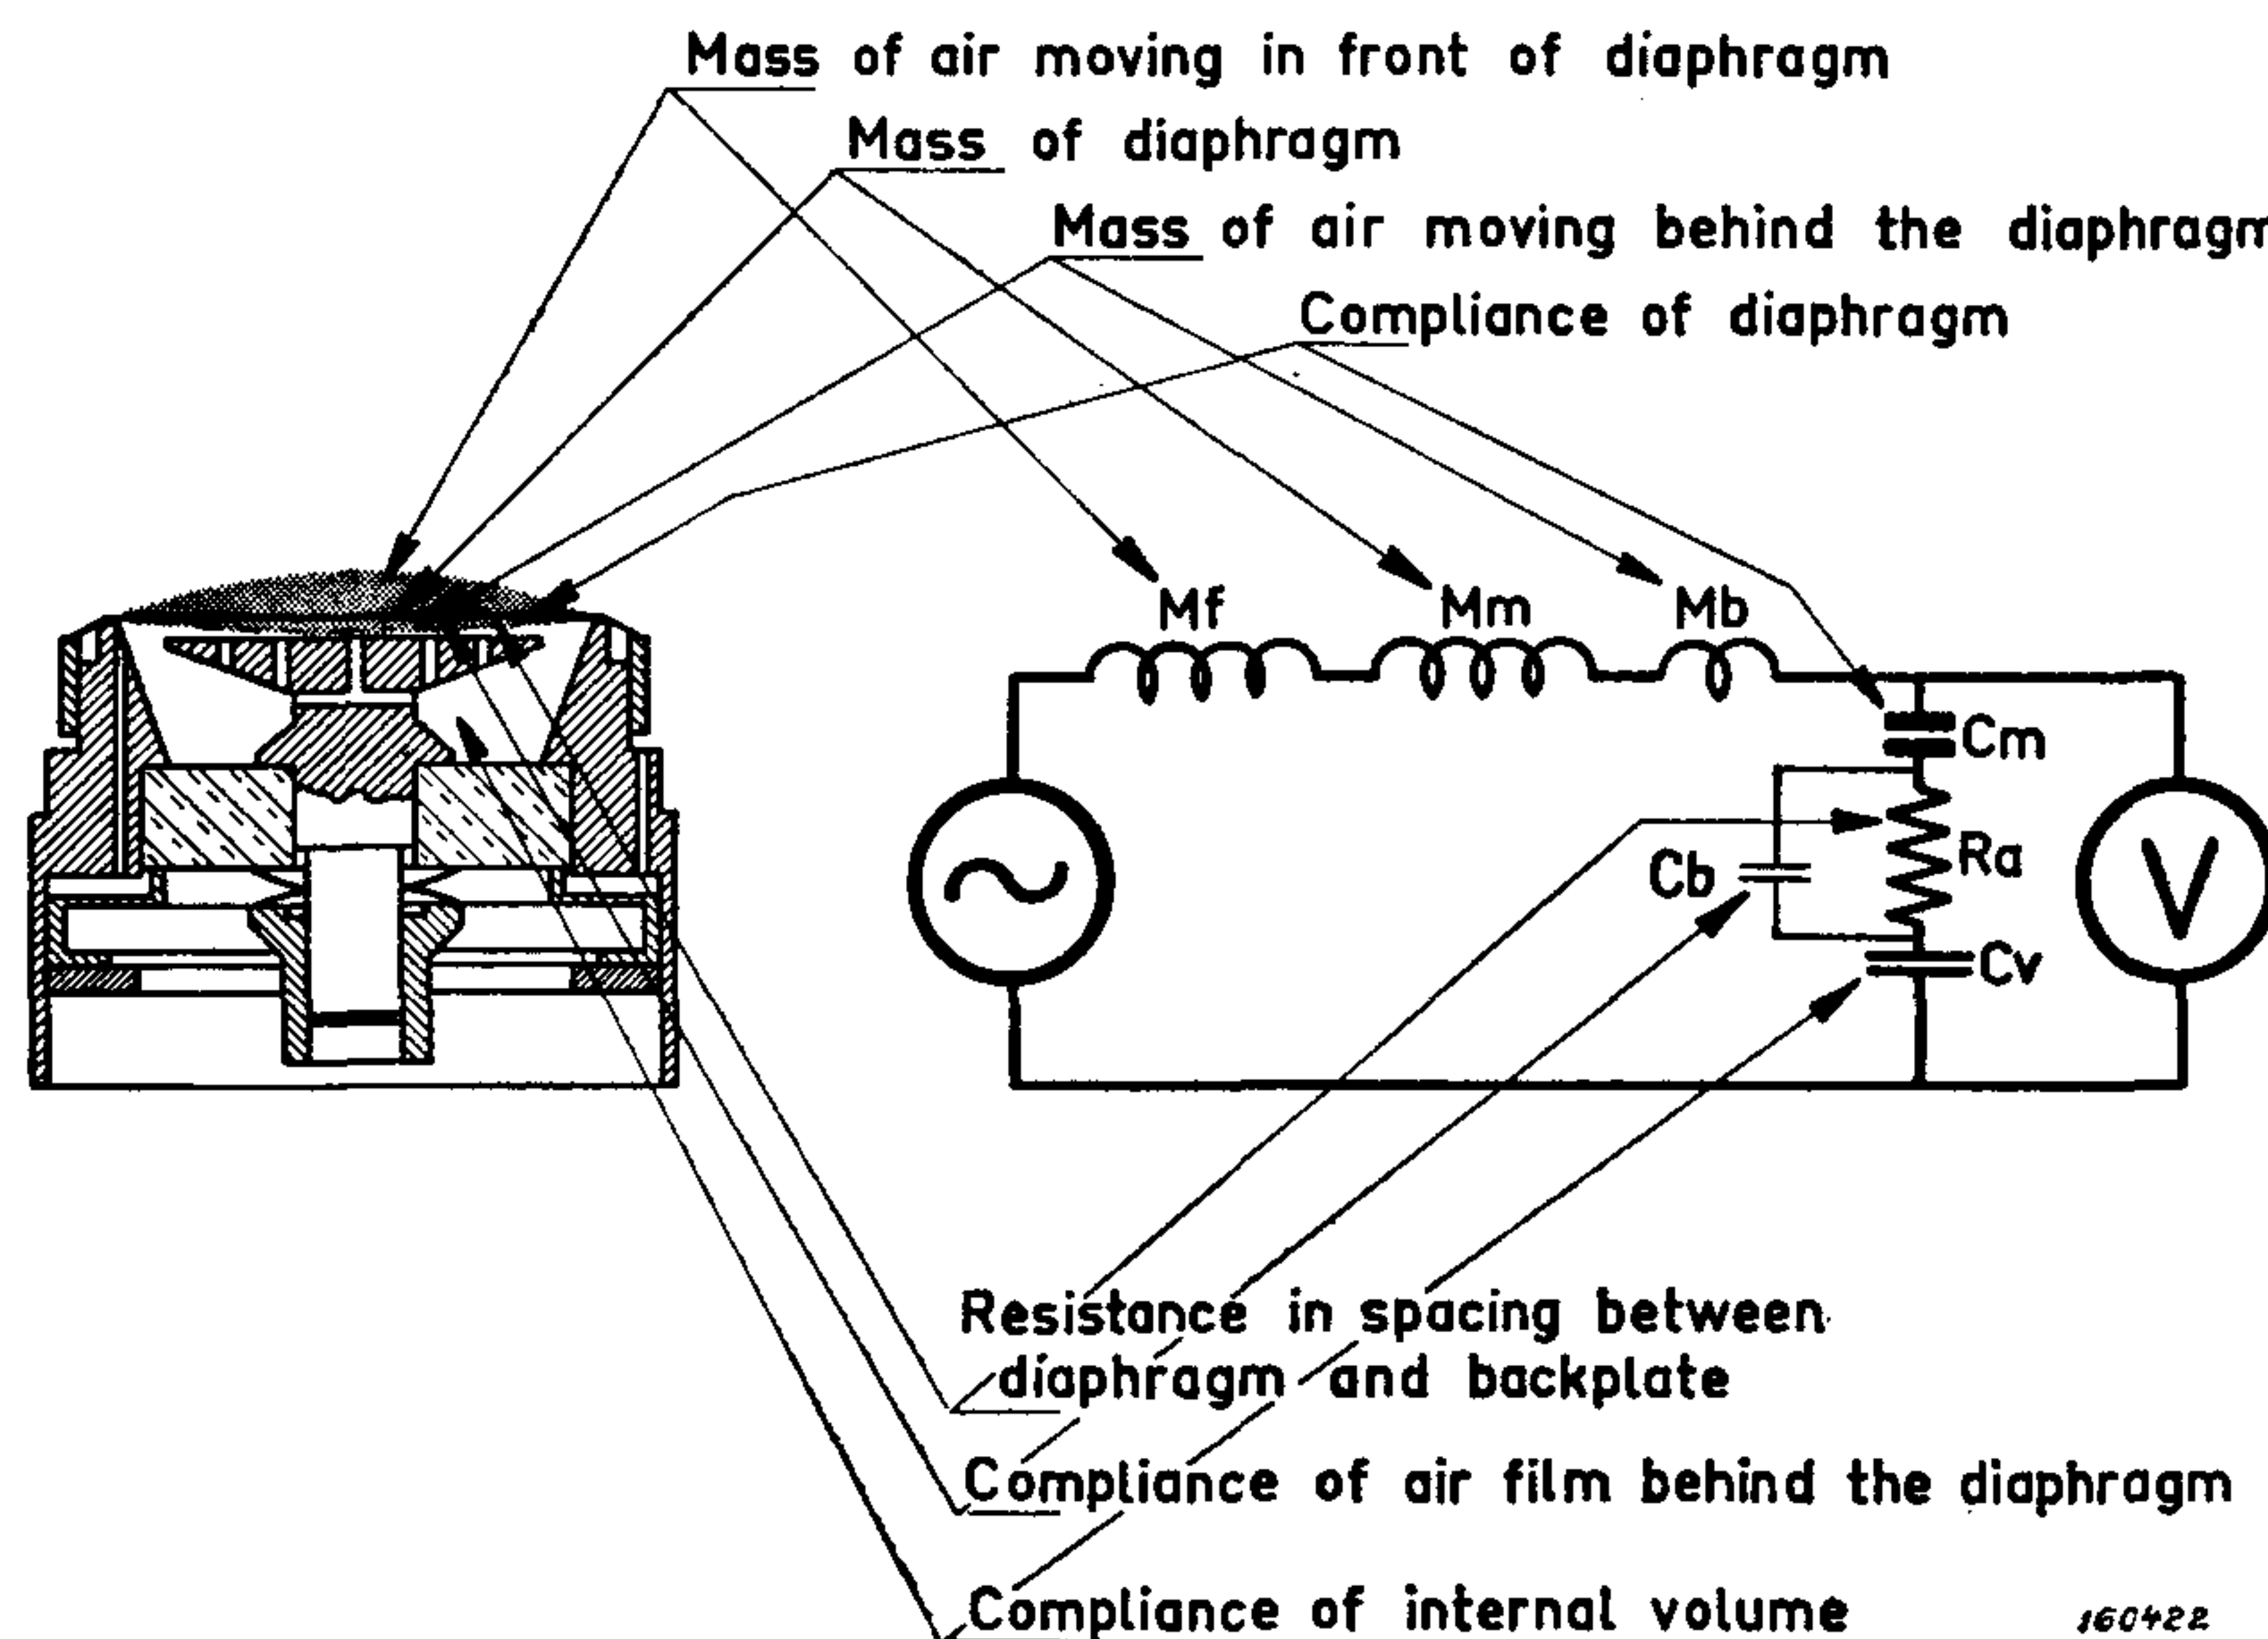 Mass of air moving in front of diaphragm
Mass of diaphragm
Mass of air moving behind the diaphragm
Compliance of diaphragm
Mf
Mm
Mb
Cm
Ra
Cb
V
Cv
Resistance in spacing between
diaphragm and backplate
Compliance of air film behind the diaphragm
Compliance of internal volume
160422